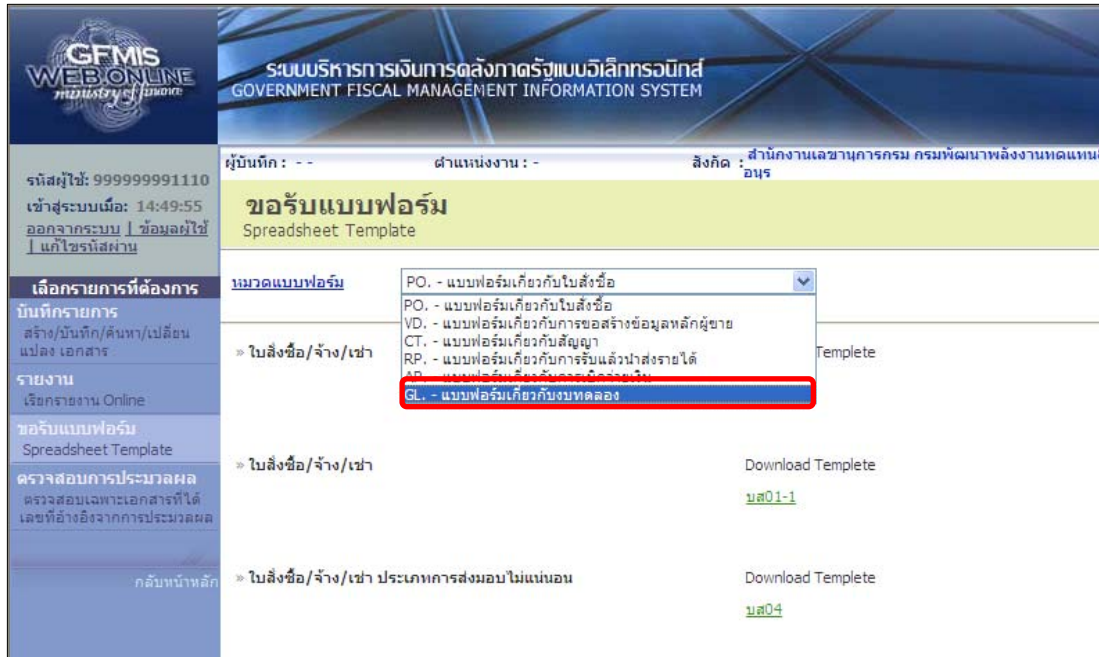 GFMIS
WEB ONLINE
ministry of finance
ระบบบริหารการเงินการคลังภาครัฐแบบอิเล็กทรอนิกส์
GOVERNMENT FISCAL MANAGEMENT INFORMATION SYSTEM
ผู้บันทึก : - - ตำแหน่งงาน : - สังกัด : สำนักงานเลขานุการกรม กรมพัฒนาพลังงานทดแทน
อนุร
รหัสผู้ใช้: 999999991110
เข้าสู่ระบบเมื่อ: 14:49:55
ออกจากระบบ | ข้อมูลผู้ใช้
| แก้ไขรหัสผ่าน
ขอรับแบบฟอร์ม
Spreadsheet Template
เลือกรายการที่ต้องการ
บันทึกรายการ
สร้าง/บันทึก/ค้นหา/เปลี่ยน
แปลง เอกสาร
รายงาน
เรียกรายงาน Online
ขอรับแบบฟอร์ม
Spreadsheet Template
ตรวจสอบการประมวลผล
ตรวจสอบเฉพาะเอกสารที่ได้
เลขที่อ้างอิงจากการประมวลผล
กลับหน้าหลัก
หมวดแบบฟอร์ม PO. - แบบฟอร์มเกี่ยวกับใบสั่งซื้อ
PO. - แบบฟอร์มเกี่ยวกับใบสั่งซื้อ
VD. - แบบฟอร์มเกี่ยวกับการขอสร้างข้อมูลหลักผู้ขาย
CT. - แบบฟอร์มเกี่ยวกับสัญญา
RP. - แบบฟอร์มเกี่ยวกับการรับแล้วนำส่งรายได้
AP. - แบบฟอร์มเกี่ยวกับการเบิกจ่ายเงิน
GL. - แบบฟอร์มเกี่ยวกับงบทดลอง
» ใบสั่งซื้อ/จ้าง/เช่า Templete
» ใบสั่งซื้อ/จ้าง/เช่า Download Templete
บส01-1
» ใบสั่งซื้อ/จ้าง/เช่า ประเภทการส่งมอบไม่แน่นอน Download Templete
บส04